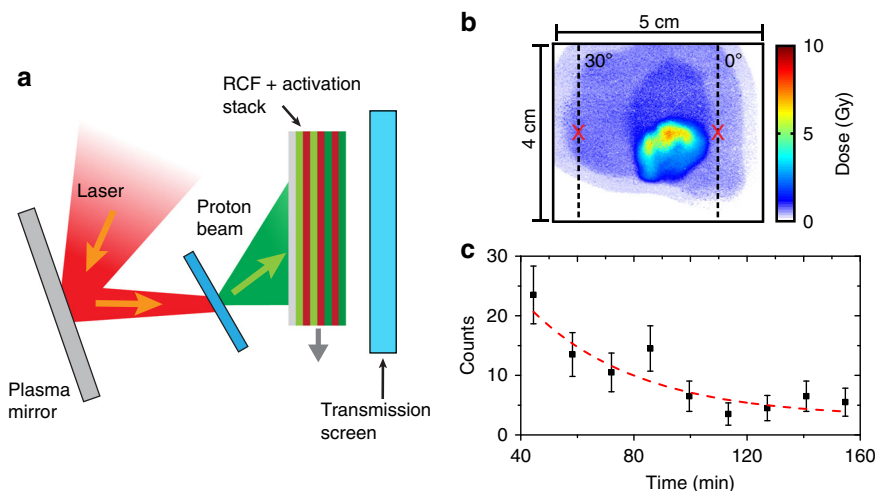 a
RCF + activation
stack
Laser
Proton
beam
Plasma
mirror
Transmission
screen
b
5 cm
4 cm
30°
0°
X
X
10
5
0
Dose (Gy)
c
30
20
10
0
Counts
40
80
120
160
Time (min)